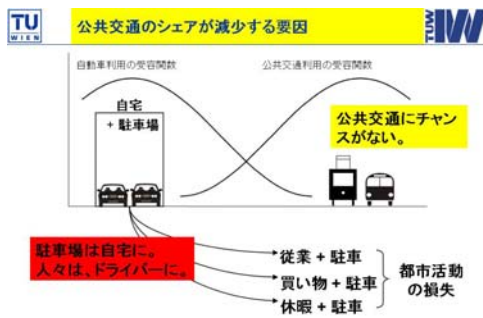 TU
WIEN
公共交通のシェアが減少する要因
TUW
IVV
自動車利用の受容関数
公共交通利用の受容関数
自宅
+ 駐車場
公共交通にチャン
スがない。
駐車場は自宅に。
人々は、ドライバーに。
従業 + 駐車
買い物 + 駐車
休暇 + 駐車
都市活動
の損失